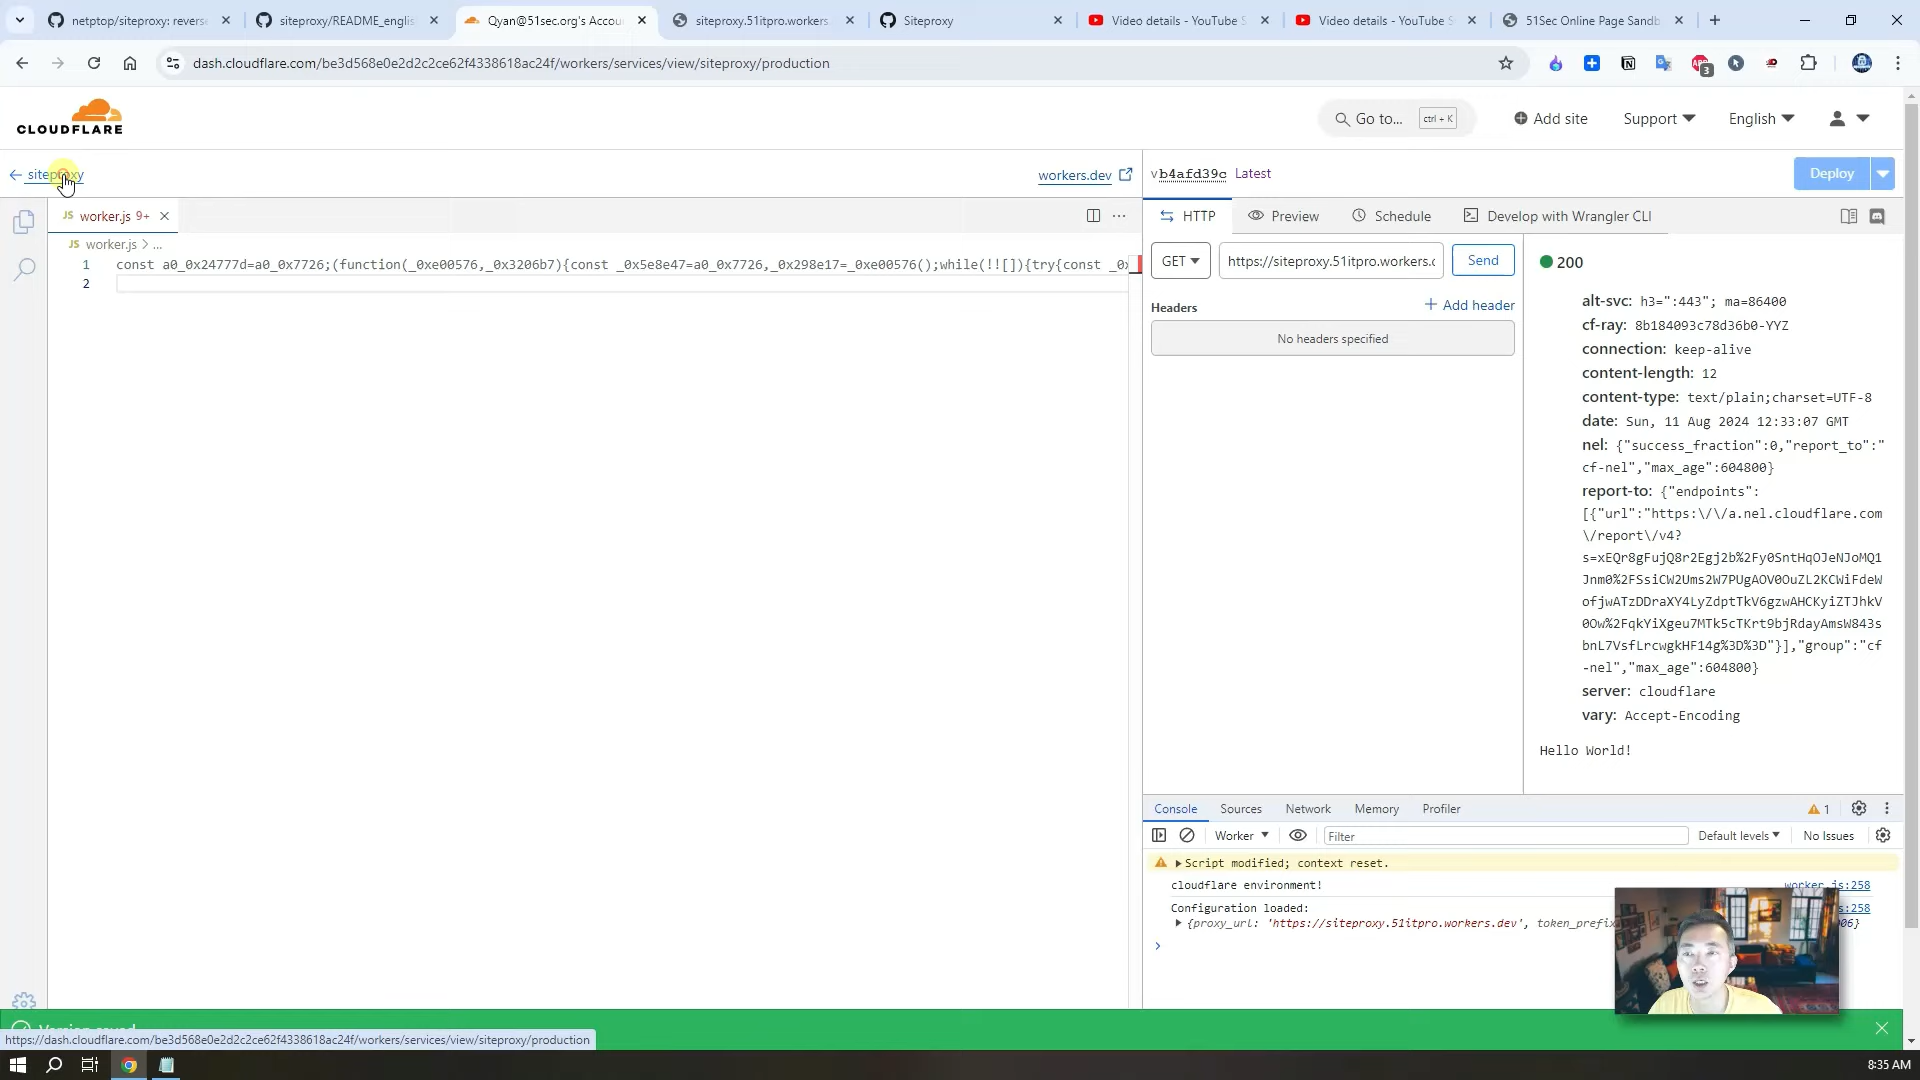 netptop/siteproxy: reverse
siteproxy/README_englis
Qyan@51sec.org's Accou
siteproxy.51itpro.workers
Siteproxy
Video details - YouTube S
Video details - YouTube S
51Sec Online Page Sandb
dash.cloudflare.com/be3d568e0e2d2c2ce62f4338618ac24f/workers/services/view/siteproxy/production
3
CLOUDFLARE
Go to...
ctrl + K
Add site
Support
English
siteproxy
workers.dev
vb4afd39c
Latest
Deploy
JS worker.js 9+
HTTP
Preview
Schedule
Develop with Wrangler CLI
JS worker.js > ...
1 const a0_0x24777d=a0_0x7726;(function(_0xe00576,_0x3206b7){const _0x5e8e47=a0_0x7726,_0x298e17=_0xe00576();while(!![]){try{const _0x
2
GET
https://siteproxy.51itpro.workers.c
Send
Headers
Add header
No headers specified
200
alt-svc: h3=":443"; ma=86400
cf-ray: 8b184093c78d36b0-YYZ
connection: keep-alive
content-length: 12
content-type: text/plain;charset=UTF-8
date: Sun, 11 Aug 2024 12:33:07 GMT
nel: {"success_fraction":0,"report_to":"
cf-nel","max_age":604800}
report-to: {"endpoints":
[{"url":"https:\/\/a.nel.cloudflare.com
\/report\/v4?
s=xEQr8gFujQ8r2Egj2b%2Fy0SntHqOJeNJoMQ1
Jnm0%2FSsiCW2Ums2W7PUgAOV0OuZL2KCWiFdeW
ofjwATzDDraXY4LyZdptTkV6gzwAHCKyiZTJhkV
0Ow%2FqkYiXgeu7MTk5cTKrt9bjRdayAmsW843s
bnL7VsfLrcwgkHF14g%3D%3D"}],"group":"cf
-nel","max_age":604800}
server: cloudflare
vary: Accept-Encoding
Hello World!
Console
Sources
Network
Memory
Profiler
1
Worker
Filter
Default levels
No Issues
Script modified; context reset.
cloudflare environment!
worker.js:258
Configuration loaded:
s:258
{proxy_url: 'https://siteproxy.51itpro.workers.dev', token_prefix
06}
Version saved
https://dash.cloudflare.com/be3d568e0e2d2c2ce62f4338618ac24f/workers/services/view/siteproxy/production
8:35 AM